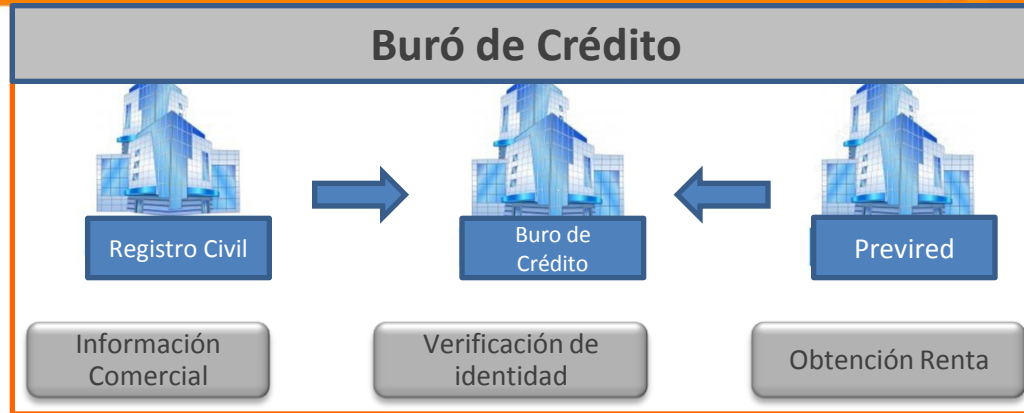 Buró de Crédito
Registro Civil
Buro de
Crédito
Previred
Información
Comercial
Verificación de
identidad
Obtención Renta